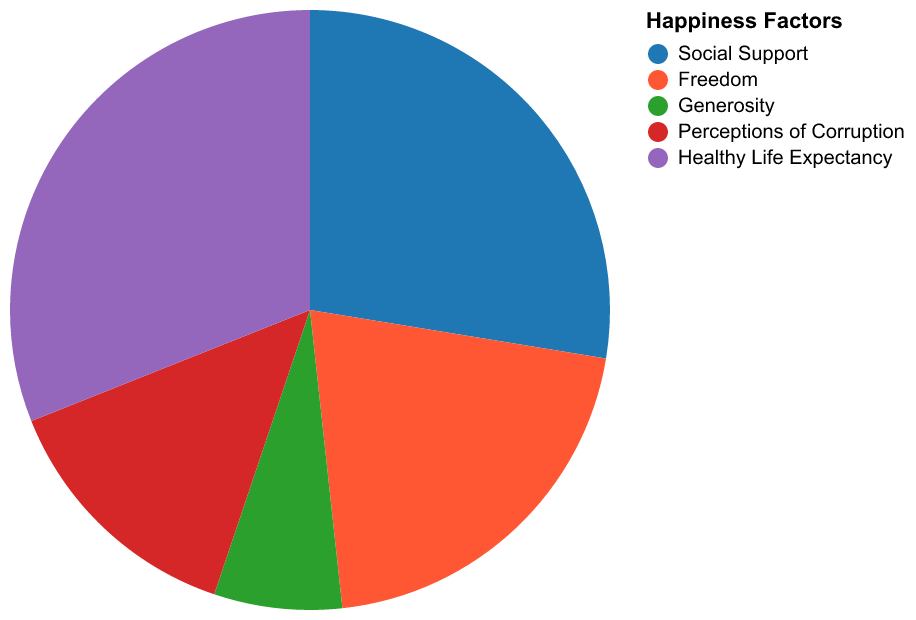 Happiness Factors
Social Support
Freedom
Generosity
Perceptions of Corruption
Healthy Life Expectancy